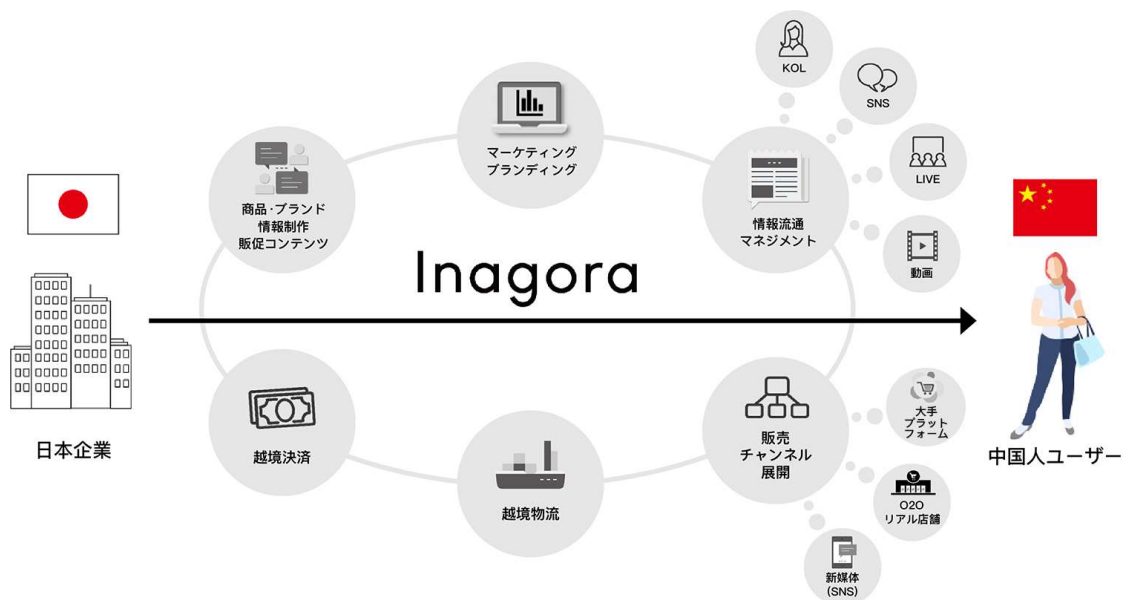 KOL
SNS
LIVE
動画
マーケティング
ブランディング
商品・ブランド
情報制作
販促コンテンツ
情報流通
マネジメント
Inagora
日本企業
中国人ユーザー
越境決済
越境物流
販売
チャンネル
展開
大手
プラット
フォーム
O2O
リアル店舗
新媒体
(SNS)